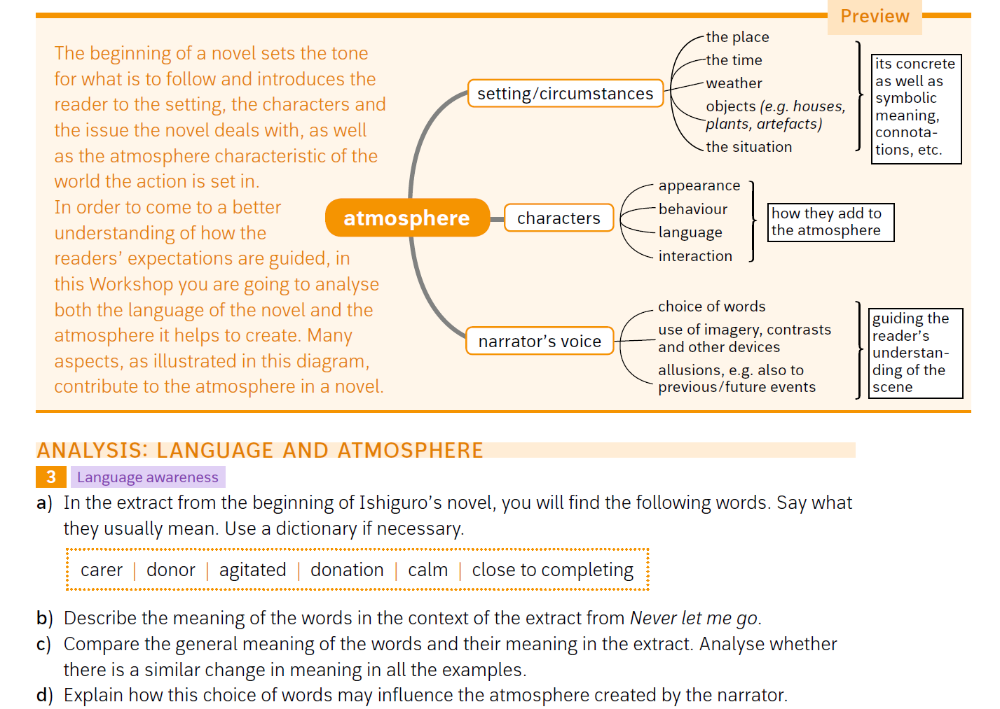 Preview
The beginning of a novel sets the tone
for what is to follow and introduces the
reader to the setting, the characters and
the issue the novel deals with, as well
as the atmosphere characteristic of the
world the action is set in.
In order to come to a better
understanding of how the
readers’ expectations are guided, in
this Workshop you are going to analyse
both the language of the novel and the
atmosphere it helps to create. Many
aspects, as illustrated in this diagram,
contribute to the atmosphere in a novel.
atmosphere
setting/circumstances
the place
the time
weather
objects (e.g. houses,
plants, artefacts)
the situation
its concrete
as well as
symbolic
meaning,
connota-
tions, etc.
characters
appearance
behaviour
language
interaction
how they add to
the atmosphere
narrator’s voice
choice of words
use of imagery, contrasts
and other devices
allusions, e.g. also to
previous/future events
guiding the
reader’s
understan-
ding of the
scene
ANALYSIS: LANGUAGE AND ATMOSPHERE
3 Language awareness
a) In the extract from the beginning of Ishiguro’s novel, you will find the following words. Say what
they usually mean. Use a dictionary if necessary.
carer | donor | agitated | donation | calm | close to completing
b) Describe the meaning of the words in the context of the extract from Never let me go.
c) Compare the general meaning of the words and their meaning in the extract. Analyse whether
there is a similar change in meaning in all the examples.
d) Explain how this choice of words may influence the atmosphere created by the narrator.